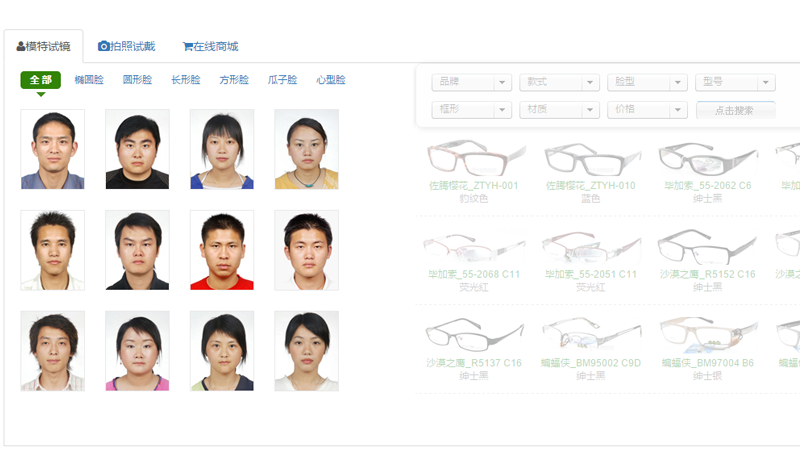 模特试镜 拍照试戴 在线商城
全部 椭圆脸 圆形脸 长形脸 方形脸 瓜子脸 心型脸
品牌 款式 脸型 型号
框形 材质 价格 点击搜索
佐腾樱花_ZTYH-001 佐腾樱花_ZTYH-010 毕加索_55-2062 C6
豹纹色 蓝色 绅士黑
毕加索_55-2068 C11 毕加索_55-2051 C11 沙漠之鹰_R5152 C16 沙漠
荧光红 荧光红 绅士黑
沙漠之鹰_R5137 C16 蝙蝠侠_BM95002 C9D 蝙蝠侠_BM97004 B6 蝙蝠
绅士黑 绅士黑 绅士银